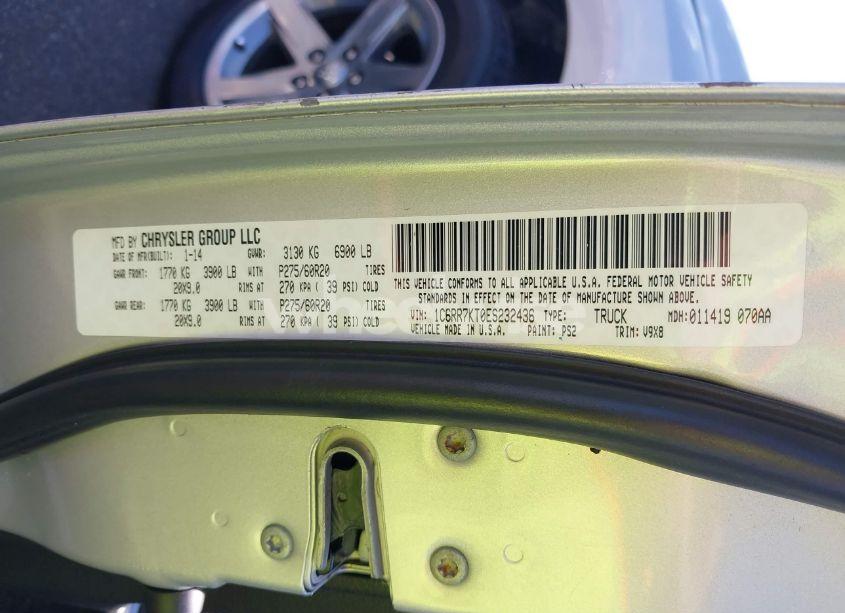 MFD BY CHRYSLER GROUP LLC
DATE OF MFR(BUILT): 1-14 GVWR: 3130 KG 6900 LB
GAWR FRONT: 1770 KG 3900 LB WITH P275/60R20 TIRES
20X9.0 RIMS AT 270 KPA ( 39 PSI) COLD
GAWR REAR: 1770 KG 3900 LB WITH P275/60R20 TIRES
20X9.0 RIMS AT 270 KPA ( 39 PSI) COLD
THIS VEHICLE CONFORMS TO ALL APPLICABLE U.S.A. FEDERAL MOTOR VEHICLE SAFETY
STANDARDS IN EFFECT ON THE DATE OF MANUFACTURE SHOWN ABOVE.
VIN: 1C6RR7KT0ES232436 TYPE: TRUCK MDH: 011419 070AA
VEHICLE MADE IN U.S.A. PAINT: PS2 TRIM: V9X8